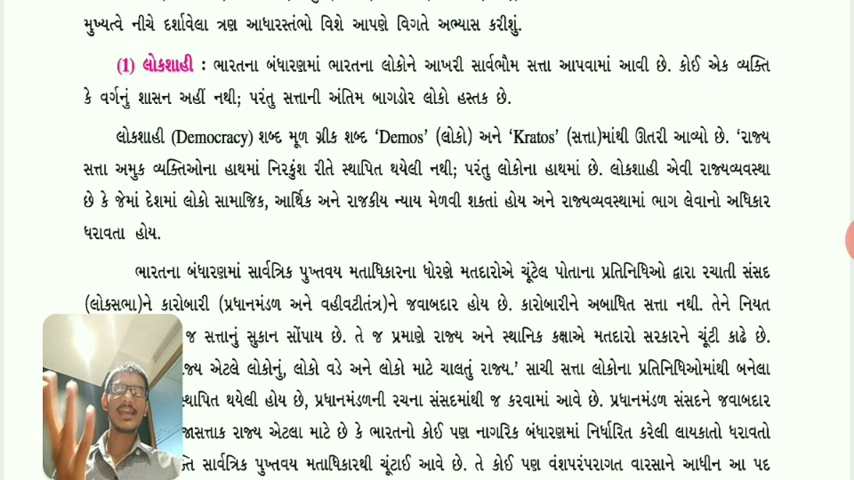 મુખ્યત્વે નીચે દર્શાવેલા ત્રણ આધારસ્તંભો વિશે આપણે વિગતે અભ્યાસ કરીશું.
(1) લોકશાહી : ભારતના બંધારણમાં ભારતના લોકોને આખરી સાર્વભૌમ સત્તા આપવામાં આવી છે. કોઈ એક વ્યક્તિ
કે વર્ગનું શાસન અહીં નથી; પરંતુ સત્તાની અંતિમ બાગડોર લોકો હસ્તક છે.
લોકશાહી (Democracy) શબ્દ મૂળ ગ્રીક શબ્દ ‘Demos’ (લોકો) અને ‘Kratos’ (સત્તા)માંથી ઊતરી આવ્યો છે. ‘રાજ્ય
સત્તા અમુક વ્યક્તિઓના હાથમાં નિરકુંશ રીતે સ્થાપિત થયેલી નથી; પરંતુ લોકોના હાથમાં છે. લોકશાહી એવી રાજ્યવ્યવસ્થા
છે કે જેમાં દેશમાં લોકો સામાજિક, આર્થિક અને રાજકીય ન્યાય મેળવી શકતાં હોય અને રાજ્યવ્યવસ્થામાં ભાગ લેવાનો અધિકાર
ધરાવતા હોય.
ભારતના બંધારણમાં સાર્વત્રિક પુખ્તવય મતાધિકારના ધોરણે મતદારોએ ચૂંટેલ પોતાના પ્રતિનિધિઓ દ્વારા રચાતી સંસદ
(લોકસભા)ને કારોબારી (પ્રધાનમંડળ અને વહીવટીતંત્ર)ને જવાબદાર હોય છે. કારોબારીને અબાધિત સત્તા નથી. તેને નિયત
જ સત્તાનું સુકાન સોંપાય છે. તે જ પ્રમાણે રાજ્ય અને સ્થાનિક કક્ષાએ મતદારો સરકારને ચૂંટી કાઢે છે.
એટલે લોકોનું, લોકો વડે અને લોકો માટે ચાલતું રાજ્ય.’ સાચી સત્તા લોકોના પ્રતિનિધિઓમાંથી બનેલા
થયેલી હોય છે, પ્રધાનમંડળની રચના સંસદમાંથી જ કરવામાં આવે છે. પ્રધાનમંડળ સંસદને જવાબદાર
રાજ્ય એટલા માટે છે કે ભારતનો કોઈ પણ નાગરિક બંધારણમાં નિર્ધારિત કરેલી લાયકાતો ધરાવતો
સાર્વત્રિક પુખ્તવય મતાધિકારથી ચૂંટાઈ આવે છે. તે કોઈ પણ વંશપરંપરાગત વારસાને આધીન આ પદ